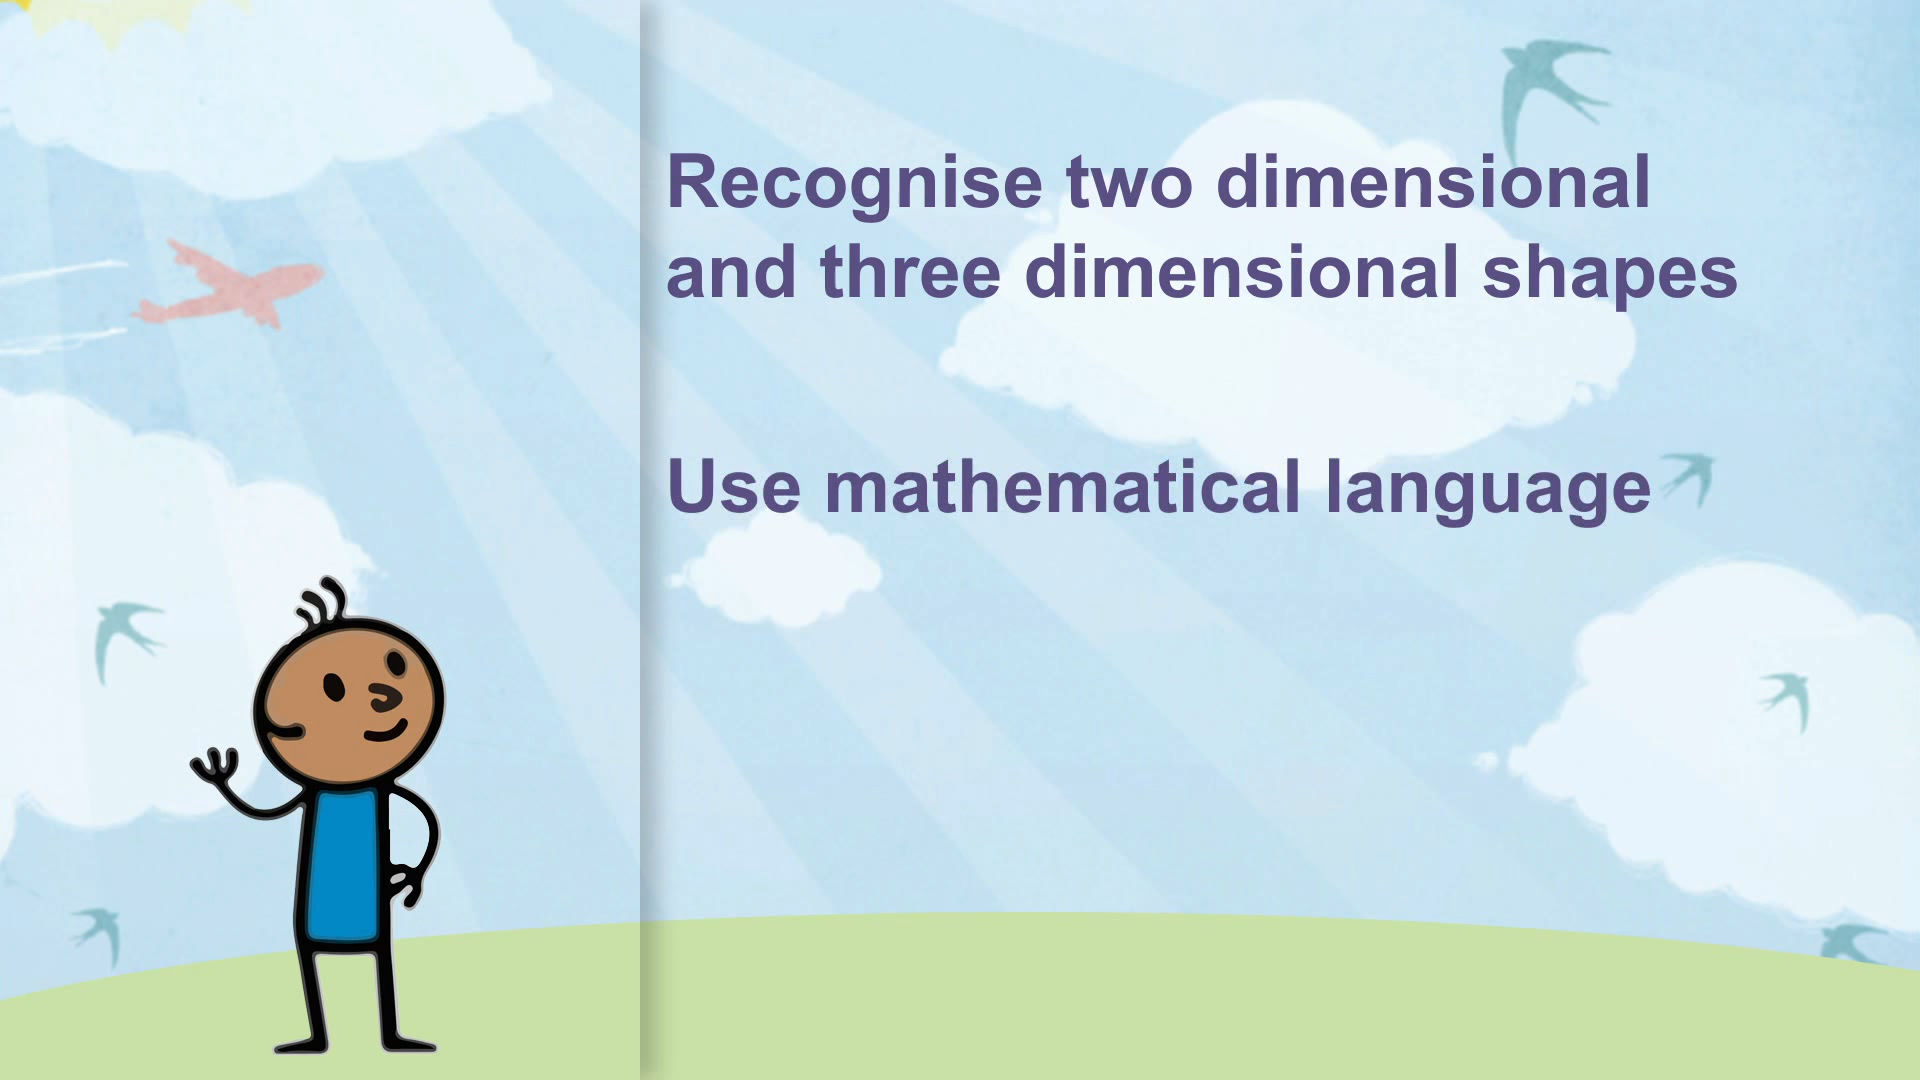 Recognise two dimensional
and three dimensional shapes
Use mathematical language